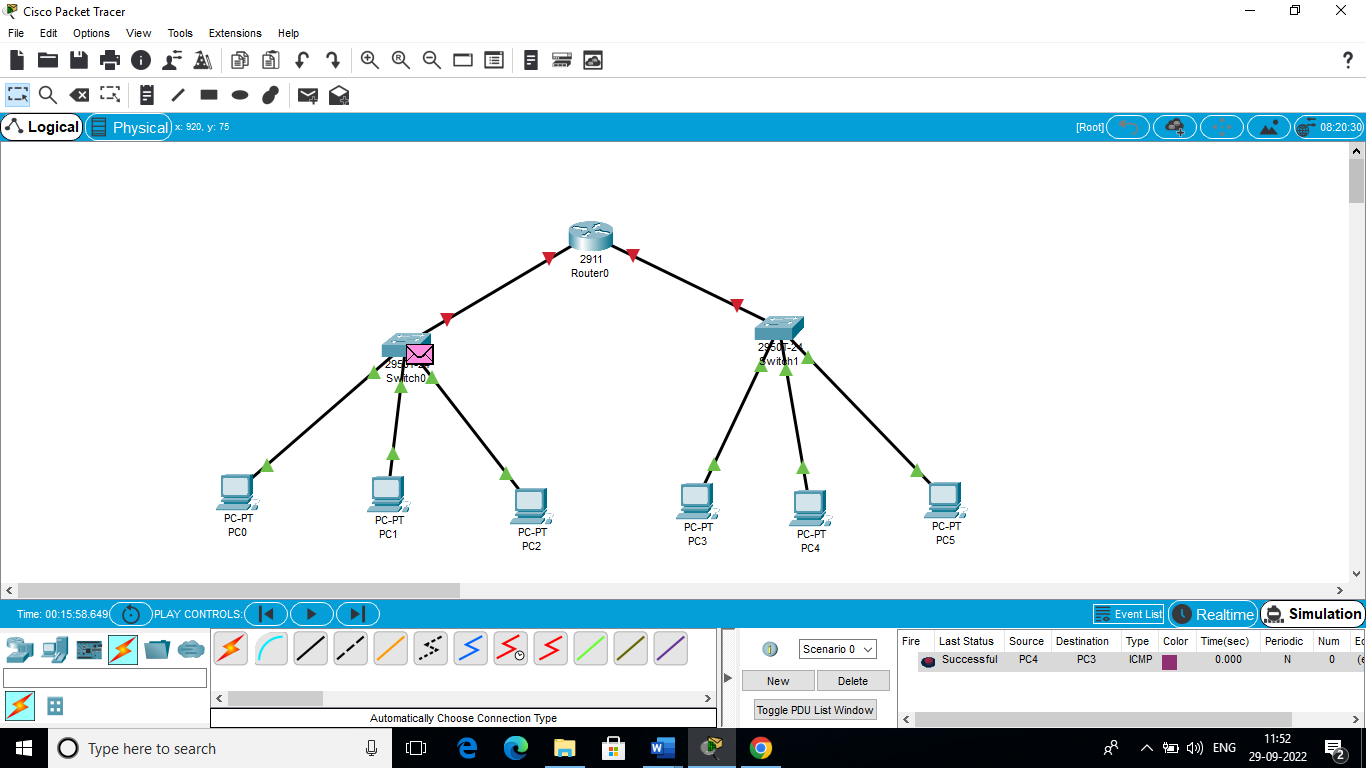 Cisco Packet Tracer
File Edit Options View Tools Extensions Help
?
Logical Physical x: 920, y: 75 [Root] 08:20:30
2911
Router0
2950T-24
Switch0
2950T-24
Switch1
PC-PT
PC0
PC-PT
PC1
PC-PT
PC2
PC-PT
PC3
PC-PT
PC4
PC-PT
PC5
Time: 00:15:58.649 PLAY CONTROLS: Event List Realtime Simulation
Scenario 0
New Delete
Toggle PDU List Window
Fire Last Status Source Destination Type Color Time(sec) Periodic Num Ec
Successful PC4 PC3 ICMP 0.000 N 0 (e
Automatically Choose Connection Type
Type here to search
ENG
11:52
29-09-2022
2